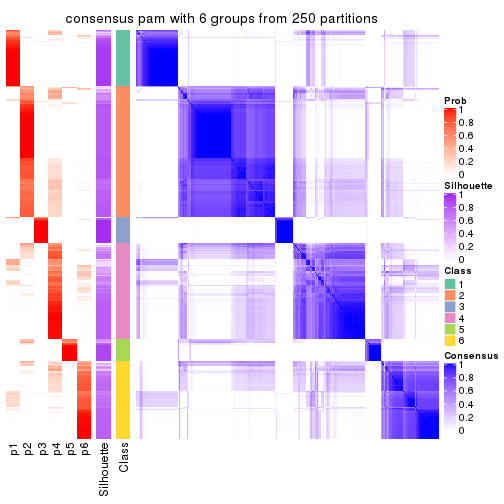 consensus pam with 6 groups from 250 partitions
Prob
1
0.8
0.6
0.4
0.2
0
Silhouette
1
0.8
0.6
0.4
0.2
0
Class
1
2
3
4
5
6
Consensus
1
0.8
0.6
0.4
0.2
0
p1
p2
p3
p4
p5
p6
Silhouette
Class